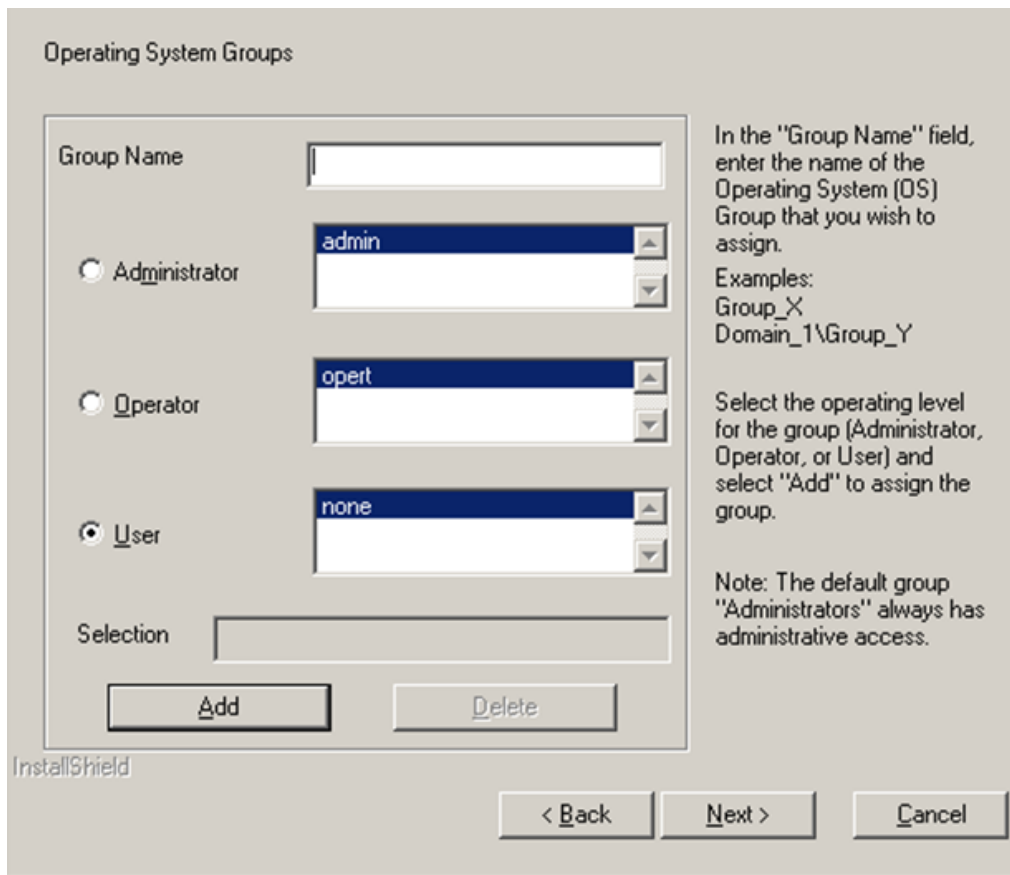 Operating System Groups
Group Name
Administrator
admin
Operator
opert
User
none
Selection
Add
Delete
In the "Group Name" field,
enter the name of the
Operating System (OS)
Group that you wish to
assign.
Examples:
Group_X
Domain_1\Group_Y
Select the operating level
for the group (Administrator,
Operator, or User) and
select "Add" to assign the
group.
Note: The default group
"Administrators" always has
administrative access.
InstallShield
< Back
Next >
Cancel